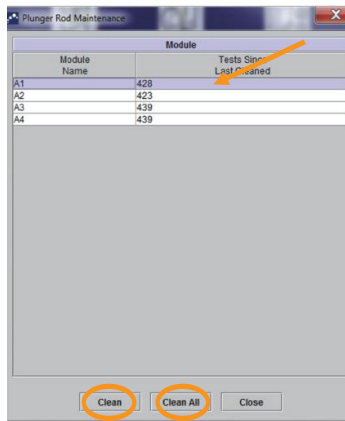 Plunger Rod Maintenance
Module
Module Name
Tests Since Last Cleaned
A1 428
A2 423
A3 439
A4 439
Clean Clean All Close